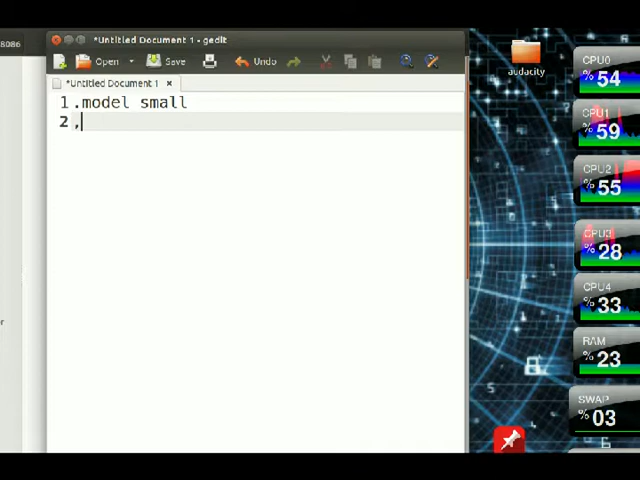 8086
*Untitled Document 1 - gedit
Open
Save
Undo
*Untitled Document 1 ×
1 .model small
2 ,
r
audacity
CPU0
% 54
CPU1
% 59
CPU2
% 55
CPU3
% 28
CPU4
% 33
RAM
% 23
SWAP
% 03